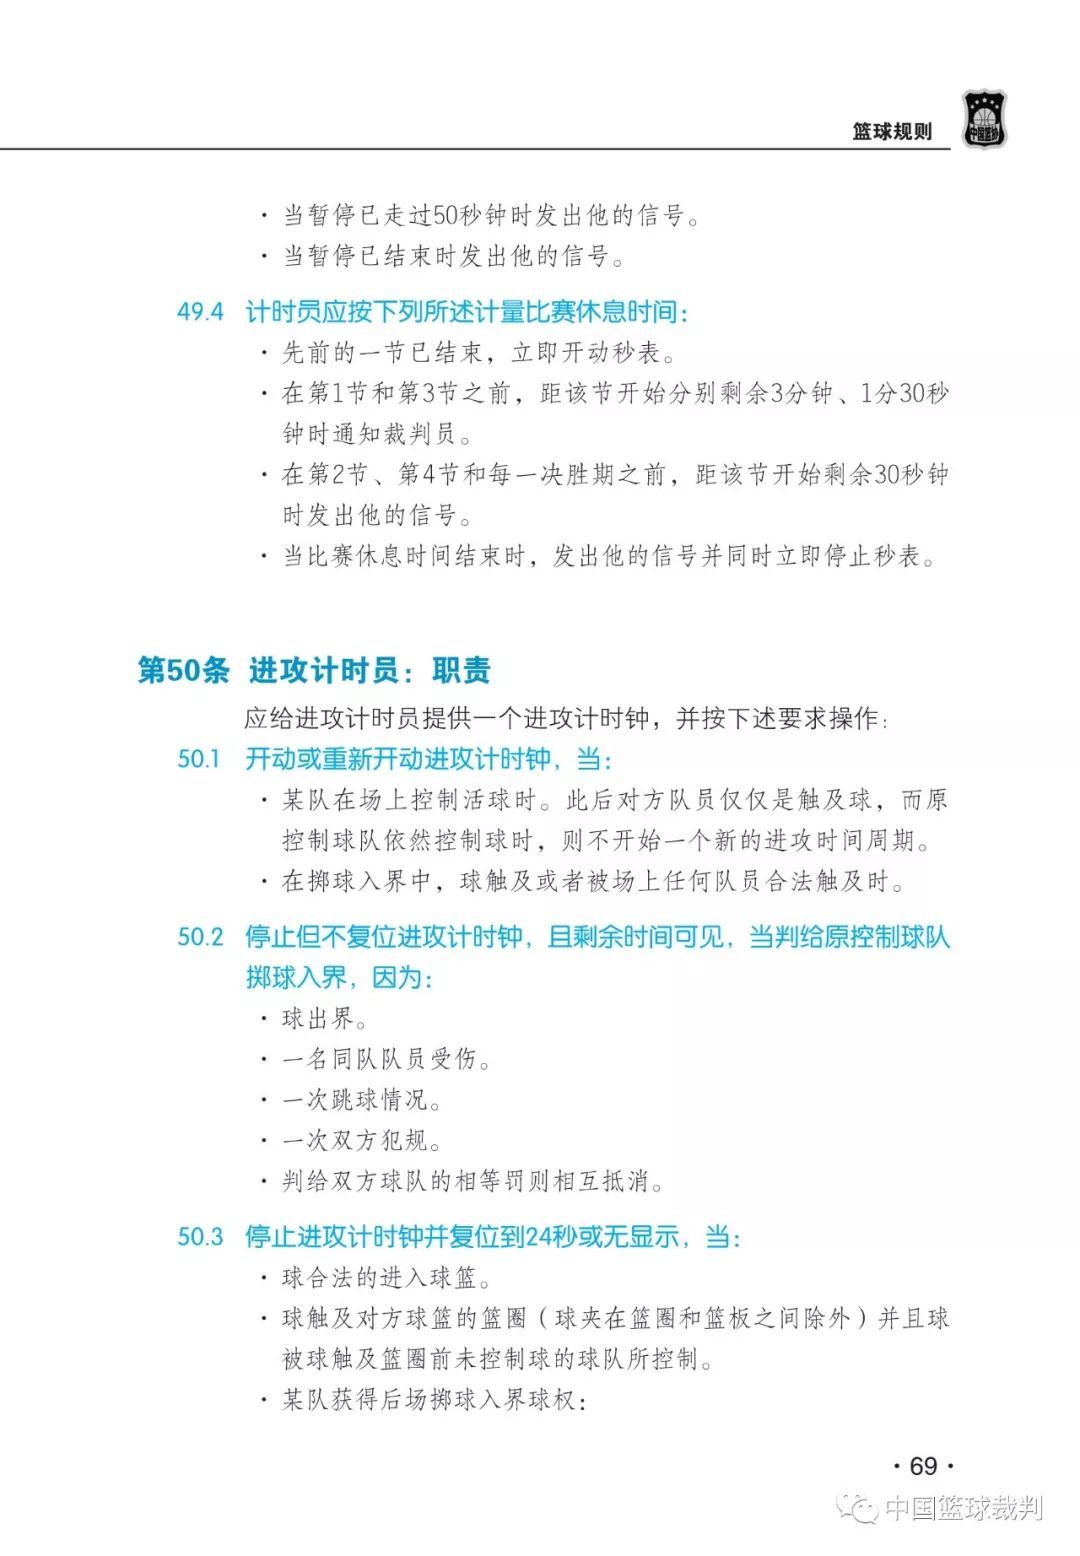 篮球规则
中国篮协
· 当暂停已走过50秒钟时发出他的信号。
· 当暂停已结束时发出他的信号。
49.4 计时员应按下列所述计量比赛休息时间：
· 先前的一节已结束，立即开动秒表。
· 在第1节和第3节之前，距该节开始分别剩余3分钟、1分30秒
钟时通知裁判员。
· 在第2节、第4节和每一决胜期之前，距该节开始剩余30秒钟
时发出他的信号。
· 当比赛休息时间结束时，发出他的信号并同时立即停止秒表。
第50条 进攻计时员：职责
应给进攻计时员提供一个进攻计时钟，并按下述要求操作：
50.1 开动或重新开动进攻计时钟，当：
· 某队在场上控制活球时。此后对方队员仅仅是触及球，而原
控制球队依然控制球时，则不开始一个新的进攻时间周期。
· 在掷球入界中，球触及或者被场上任何队员合法触及时。
50.2 停止但不复位进攻计时钟，且剩余时间可见，当判给原控制球队
掷球入界，因为：
· 球出界。
· 一名同队队员受伤。
· 一次跳球情况。
· 一次双方犯规。
· 判给双方球队的相等罚则相互抵消。
50.3 停止进攻计时钟并复位到24秒或无显示，当：
· 球合法的进入球篮。
· 球触及对方球篮的篮圈（球夹在篮圈和篮板之间除外）并且球
被球触及篮圈前未控制球的球队所控制。
· 某队获得后场掷球入界球权：
· 69 ·
中国篮球裁判